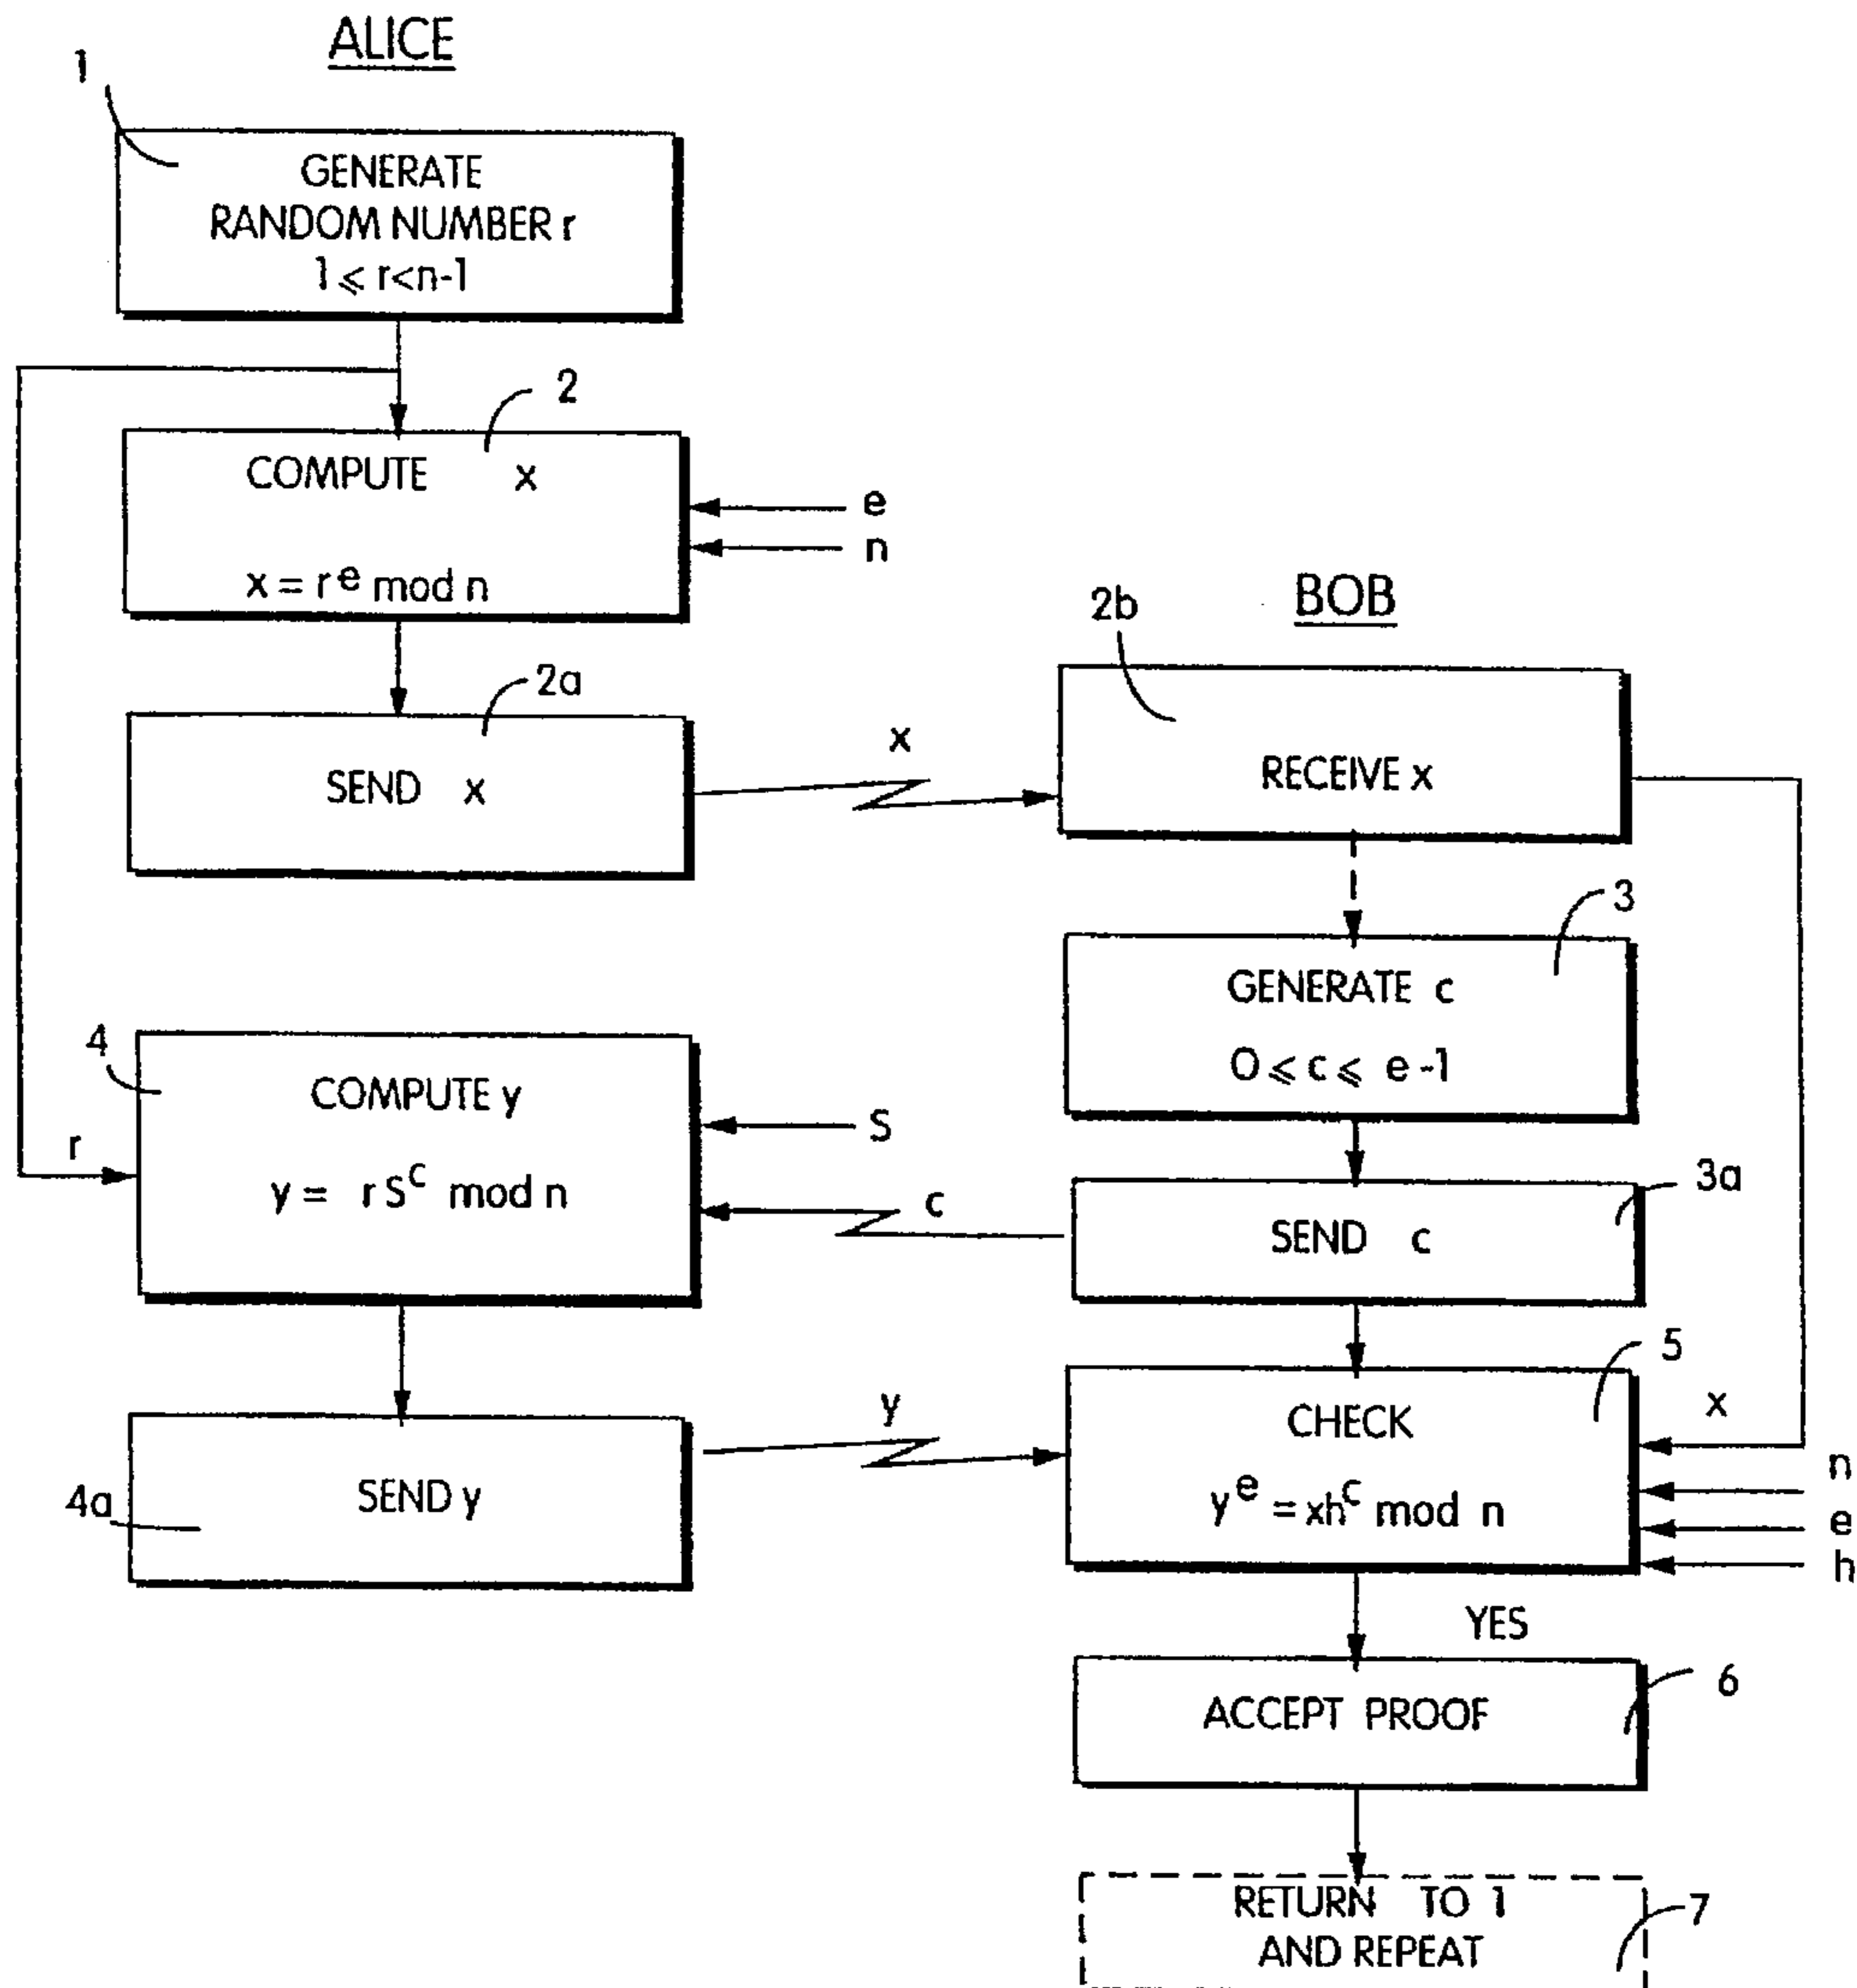 ALICE
1
GENERATE
RANDOM NUMBER r
1 ⩽ r<n-1
2
COMPUTE x
e
n
x = r^e mod n
2a
SEND x
x
BOB
2b
RECEIVE x
3
GENERATE c
0 ⩽ c ⩽ e -1
4
COMPUTE y
S
r
y = r S^c mod n
c
3a
SEND c
5
CHECK
x
y
n
y^e = xh^c mod n
e
h
4a
SEND y
YES
6
ACCEPT PROOF
RETURN TO 1
AND REPEAT
7